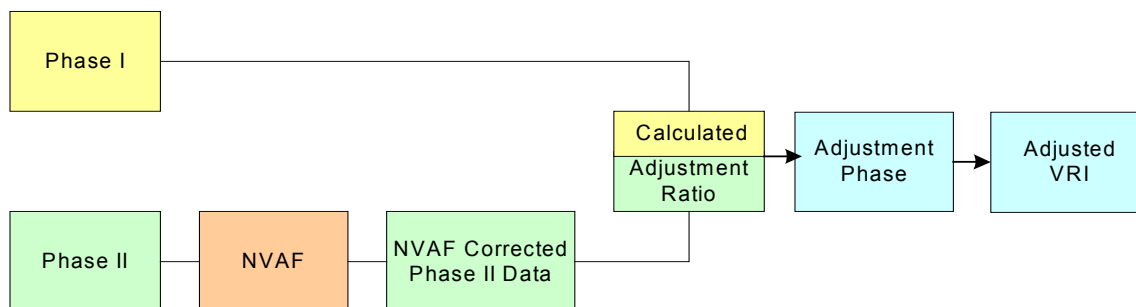 Phase I
Calculated
Adjustment
Ratio
Adjustment
Phase
Adjusted
VRI
Phase II
NVAF
NVAF Corrected
Phase II Data